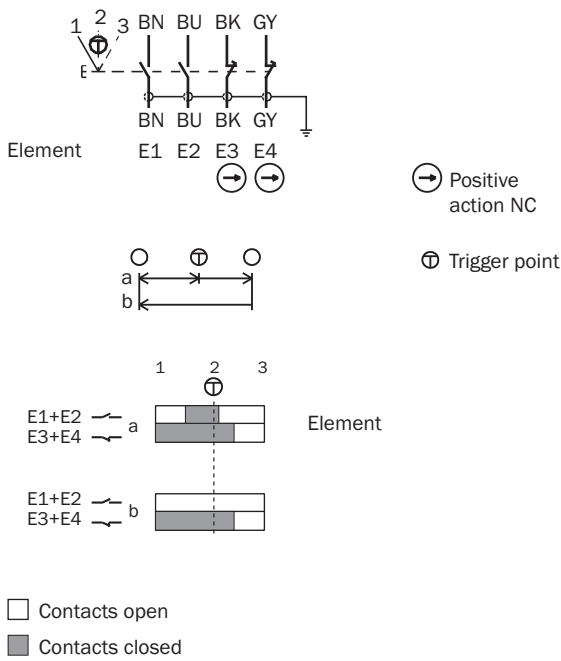 1 2 3 BN BU BK GY
E
BN BU BK GY
Element E1 E2 E3 E4
Positive
action NC
T Trigger point
T
a
b
1 2 3
T
E1+E2
E3+E4
a
Element
E1+E2
E3+E4
b
Contacts open
Contacts closed